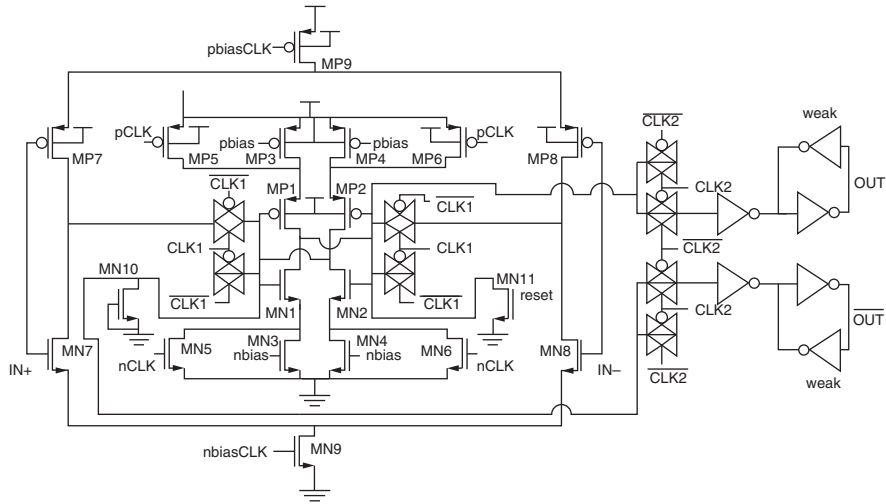 pbiasCLK
MP9
pCLK
pbias
pbias
pCLK
MP7
MP5
MP3
MP4
MP6
MP8
CLK2
weak
CLK1
MP1
MP2
CLK1
CLK2
OUT
CLK1
CLK1
CLK2
MN10
MN11
reset
CLK1
MN1
MN2
CLK1
CLK2
OUT
MN7
MN5
MN3
nbias
MN4
nbias
MN6
MN8
IN+
nCLK
nCLK
IN–
CLK2
weak
nbiasCLK
MN9